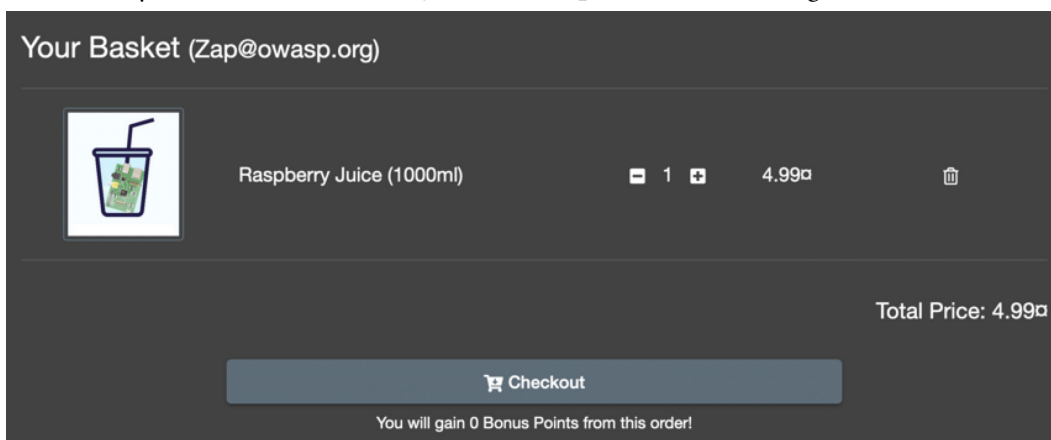 Your Basket (Zap@owasp.org)
Raspberry Juice (1000ml) 1 4.99¤
Total Price: 4.99¤
Checkout
You will gain 0 Bonus Points from this order!